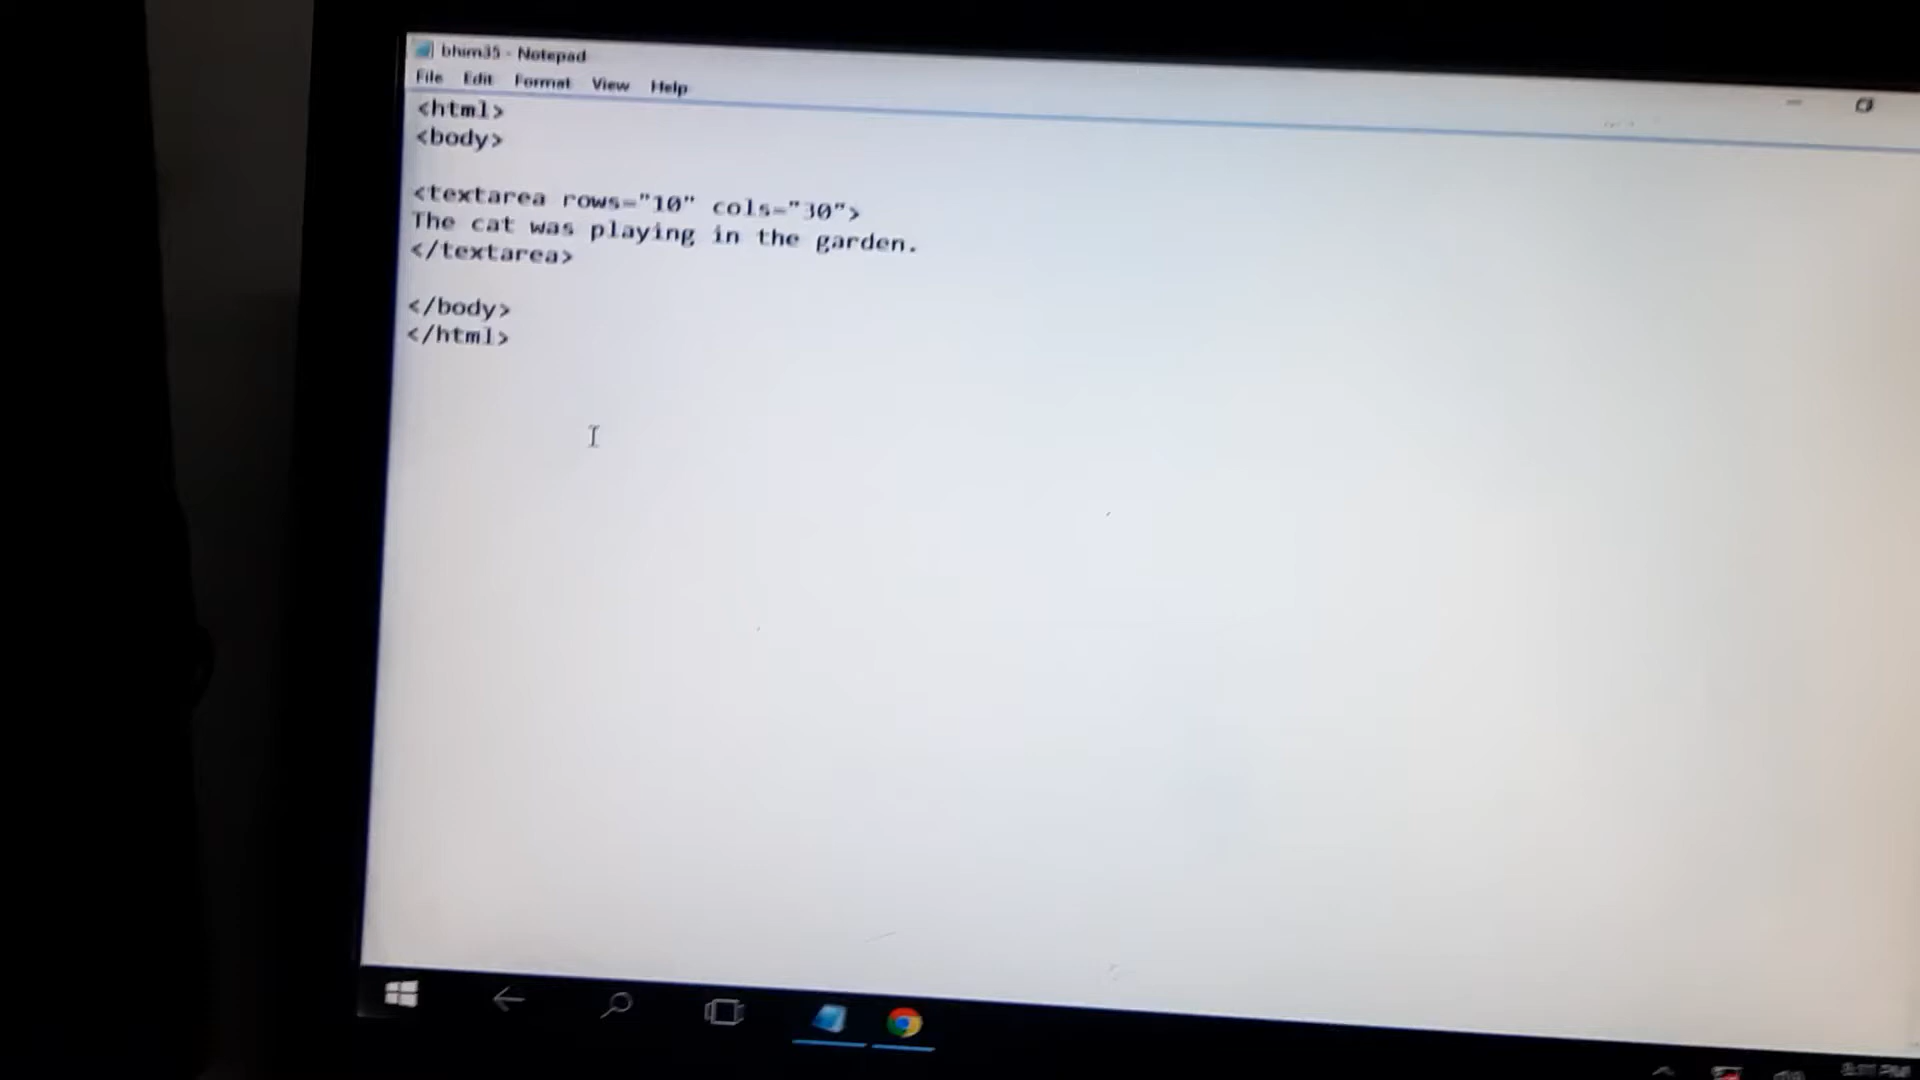 bhim35 - Notepad
File Edit Format View Help
<html>
<body>
<textarea rows="10" cols="30">
The cat was playing in the garden.
</textarea>
</body>
</html>